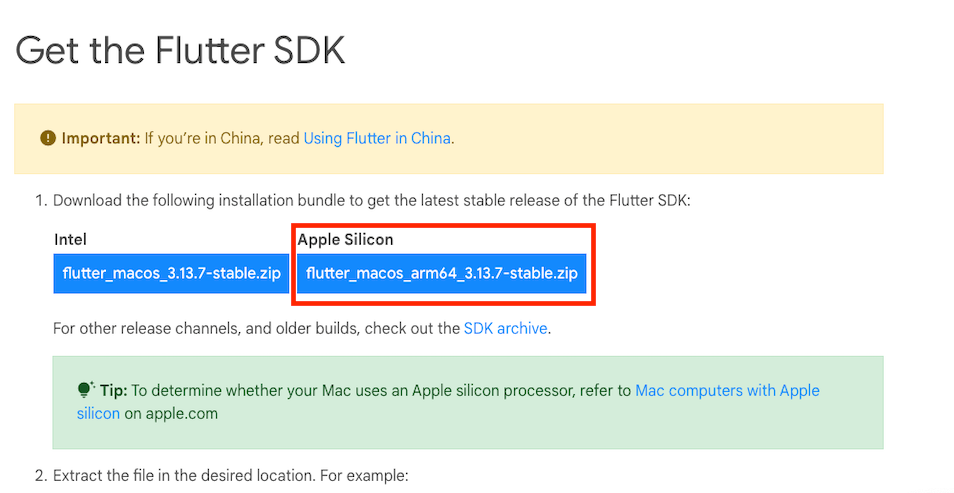 Get the Flutter SDK
Important: If you’re in China, read Using Flutter in China.
1. Download the following installation bundle to get the latest stable release of the Flutter SDK:
Intel Apple Silicon
flutter_macos_3.13.7-stable.zip flutter_macos_arm64_3.13.7-stable.zip
For other release channels, and older builds, check out the SDK archive.
Tip: To determine whether your Mac uses an Apple silicon processor, refer to Mac computers with Apple
silicon on apple.com
2. Extract the file in the desired location. For example: